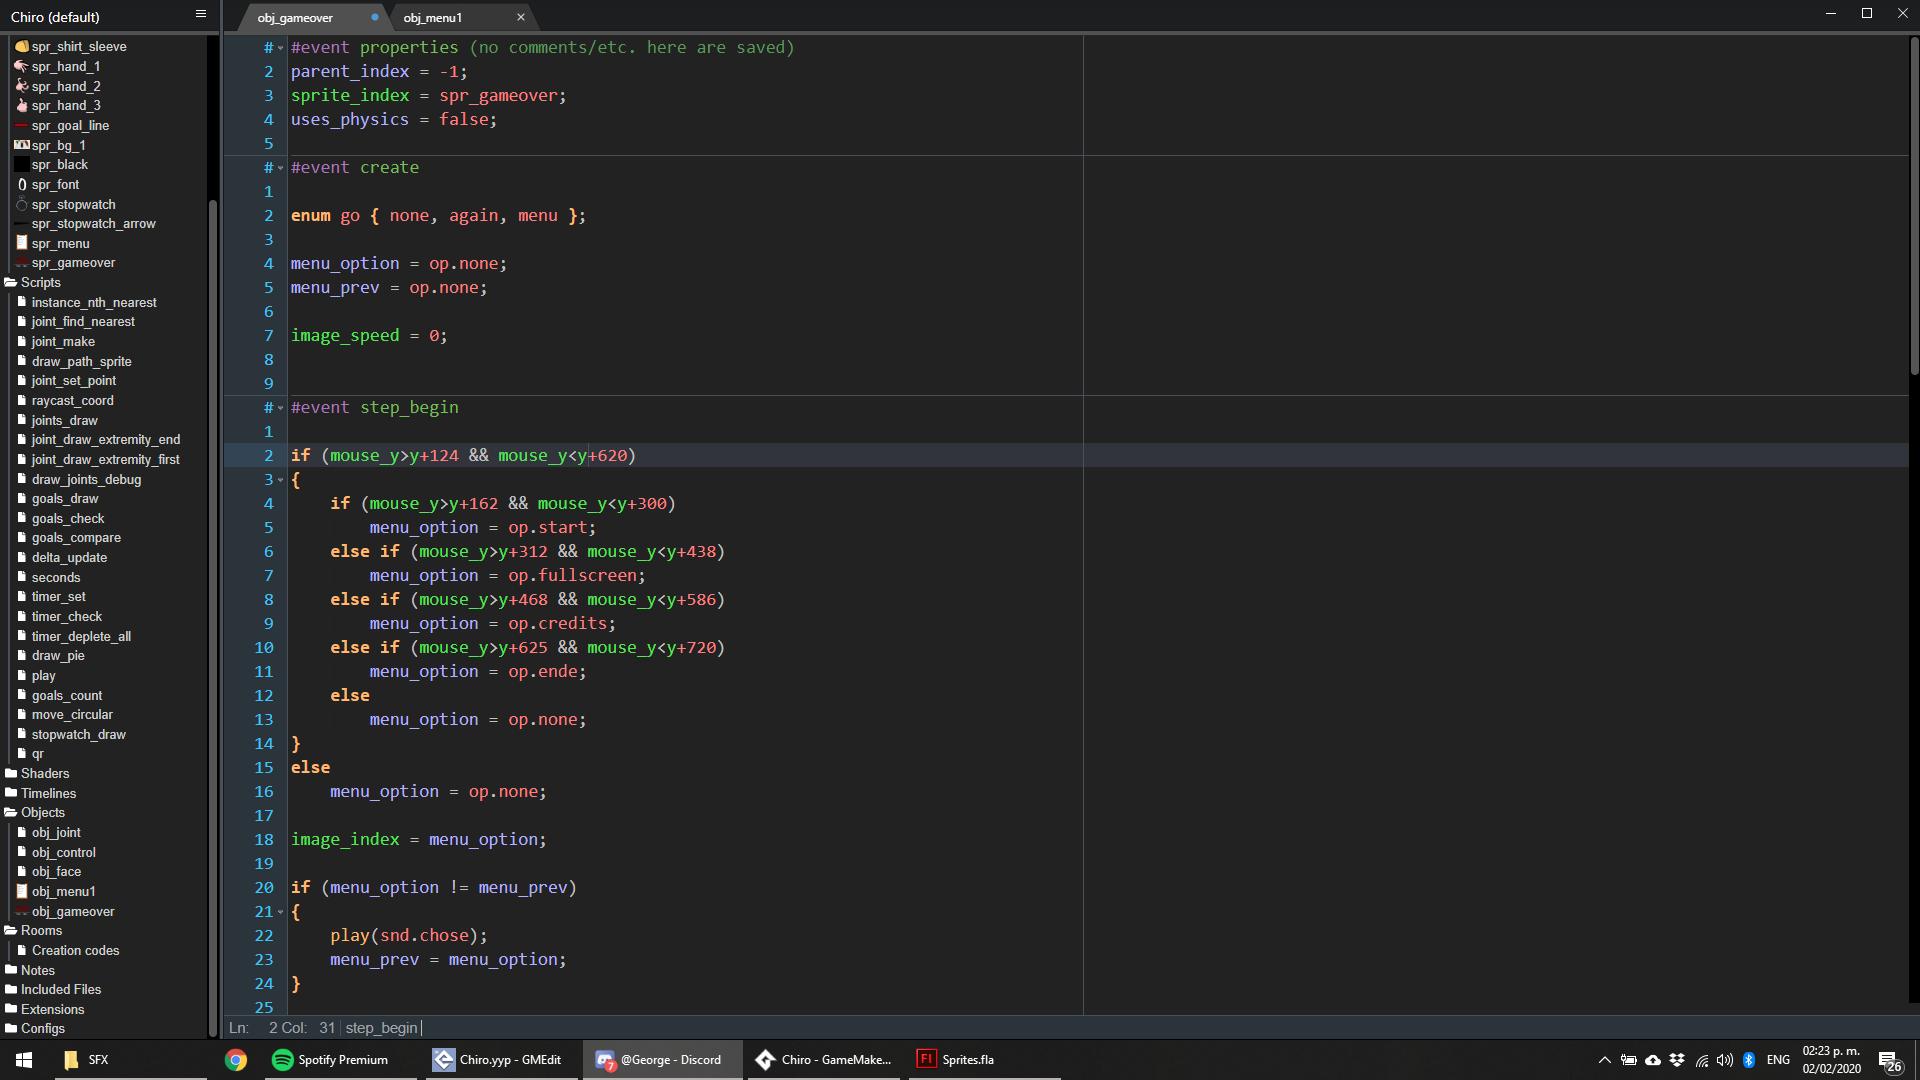 Chiro (default)
spr_shirt_sleeve
spr_hand_1
spr_hand_2
spr_hand_3
spr_goal_line
spr_bg_1
spr_black
spr_font
spr_stopwatch
spr_stopwatch_arrow
spr_menu
spr_gameover
Scripts
instance_nth_nearest
joint_find_nearest
joint_make
draw_path_sprite
joint_set_point
raycast_coord
joints_draw
joint_draw_extremity_end
joint_draw_extremity_first
draw_joints_debug
goals_draw
goals_check
goals_compare
delta_update
seconds
timer_set
timer_check
timer_deplete_all
draw_pie
play
goals_count
move_circular
stopwatch_draw
qr
Shaders
Timelines
Objects
obj_joint
obj_control
obj_face
obj_menu1
obj_gameover
Rooms
Creation codes
Notes
Included Files
Extensions
Configs
obj_gameover
obj_menu1
# #event properties (no comments/etc. here are saved)
2 parent_index = -1;
3 sprite_index = spr_gameover;
4 uses_physics = false;
5
# #event create
1
2 enum go { none, again, menu };
3
4 menu_option = op.none;
5 menu_prev = op.none;
6
7 image_speed = 0;
8
9
# #event step_begin
1
2 if (mouse_y>y+124 && mouse_y<y+620)
3 {
4 if (mouse_y>y+162 && mouse_y<y+300)
5 menu_option = op.start;
6 else if (mouse_y>y+312 && mouse_y<y+438)
7 menu_option = op.fullscreen;
8 else if (mouse_y>y+468 && mouse_y<y+586)
9 menu_option = op.credits;
10 else if (mouse_y>y+625 && mouse_y<y+720)
11 menu_option = op.ende;
12 else
13 menu_option = op.none;
14 }
15 else
16 menu_option = op.none;
17
18 image_index = menu_option;
19
20 if (menu_option != menu_prev)
21 {
22 play(snd.chose);
23 menu_prev = menu_option;
24 }
25
Ln: 2 Col: 31 step_begin
SFX
Spotify Premium
Chiro.yyp - GMEdit
7
@George - Discord
Chiro - GameMake...
Fl
Sprites.fla
ENG
02:23 p. m.
02/02/2020
26